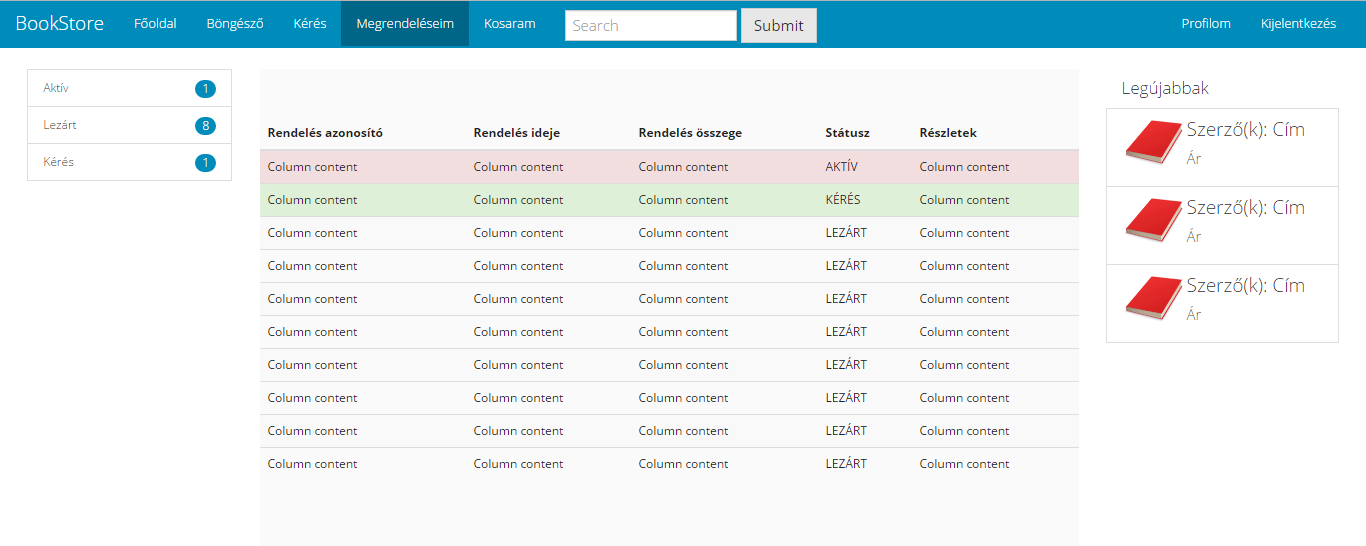 BookStore Főoldal Böngésző Kérés Megrendeléseim Kosaram Search Submit Profilom Kijelentkezés
Aktív 1
Lezárt 8
Kérés 1
Rendelés azonosító Rendelés ideje Rendelés összege Státusz Részletek
Column content Column content Column content AKTÍV Column content
Column content Column content Column content KÉRÉS Column content
Column content Column content Column content LEZÁRT Column content
Column content Column content Column content LEZÁRT Column content
Column content Column content Column content LEZÁRT Column content
Column content Column content Column content LEZÁRT Column content
Column content Column content Column content LEZÁRT Column content
Column content Column content Column content LEZÁRT Column content
Column content Column content Column content LEZÁRT Column content
Column content Column content Column content LEZÁRT Column content
Legújabbak
Szerző(k): Cím
Ár
Szerző(k): Cím
Ár
Szerző(k): Cím
Ár